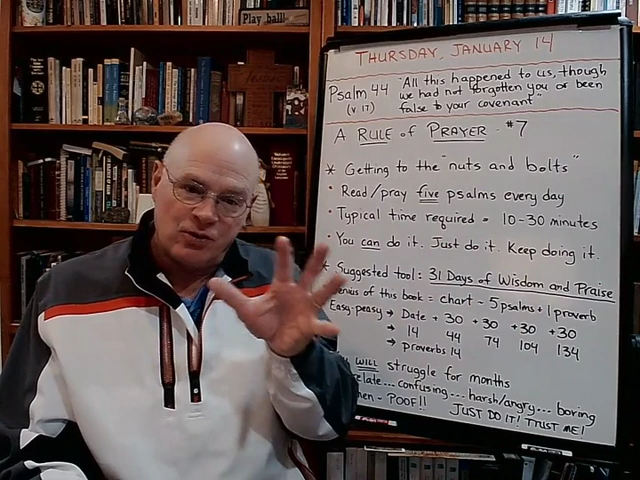 Play ball!
THURSDAY, JANUARY 14
Psalm 44 "All this happened to us, though
(v 17) we had not forgotten you or been
false to your covenant"
A RULE of PRAYER #7
* Getting to the "nuts and bolts"
• Read/pray five psalms every day
• Typical time required = 10-30 minutes
• You can do it. Just do it. Keep doing it.
* Suggested tool: 31 Days of Wisdom and Praise
of this book = chart - 5 psalms + 1 proverb
Easy-peasy → Date + 30 + 30 + 30 + 30
→ 14 44 74 104 134
→ proverbs 14
WILL struggle for months
confusing... harsh/angry... boring
POOF!! JUST DO IT! TRUST ME!